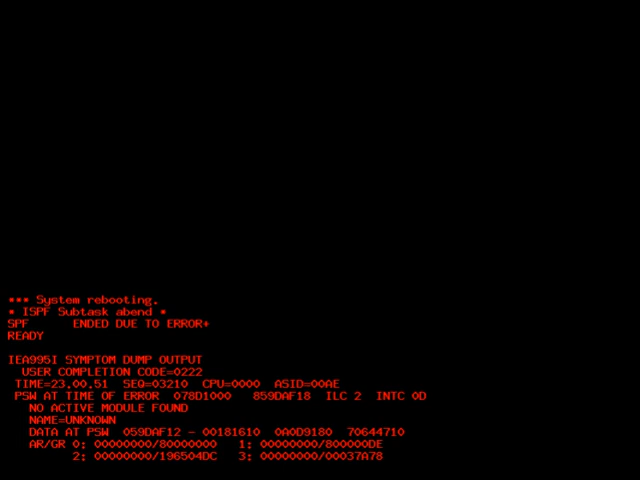 *** System rebooting.
* ISPF Subtask abend *
SPF      ENDED DUE TO ERROR+
READY
IEA995I SYMPTOM DUMP OUTPUT
USER COMPLETION CODE=0222
TIME=23.00.51  SEQ=03210  CPU=0000  ASID=00AE
PSW AT TIME OF ERROR  078D1000   859DAF18  ILC 2  INTC 0D
NO ACTIVE MODULE FOUND
NAME=UNKNOWN
DATA AT PSW  059DAF12 - 00181610  0A0D9180  70644710
AR/GR 0: 00000000/80000000   1: 00000000/800000DE
2: 00000000/196504DC   3: 00000000/00037A78